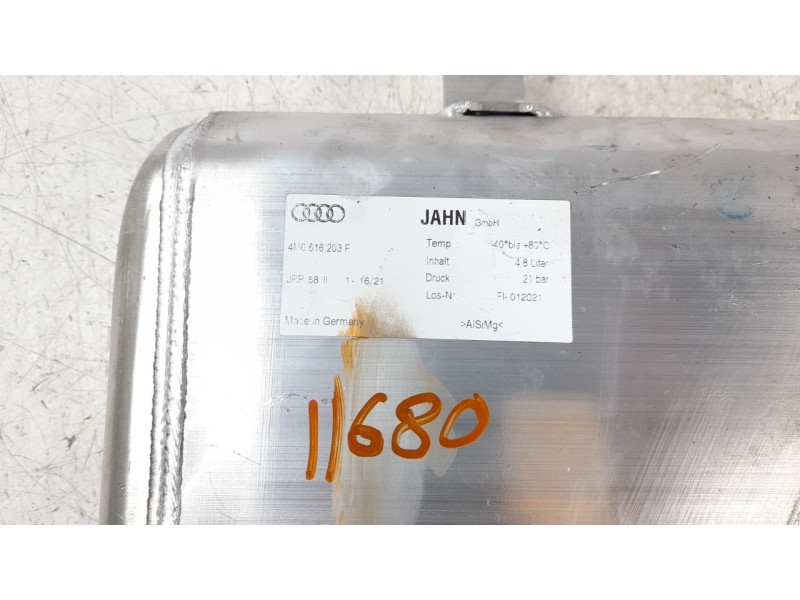 JAHN GmbH
4M0.616.203.F Temp. -40°bis +80°C
Inhalt 4,8 Liter
58 II 1- 16/21 Druck 21 bar
Los-Nr. FI- 012021
Made in Germany >AlSiMg<
11680